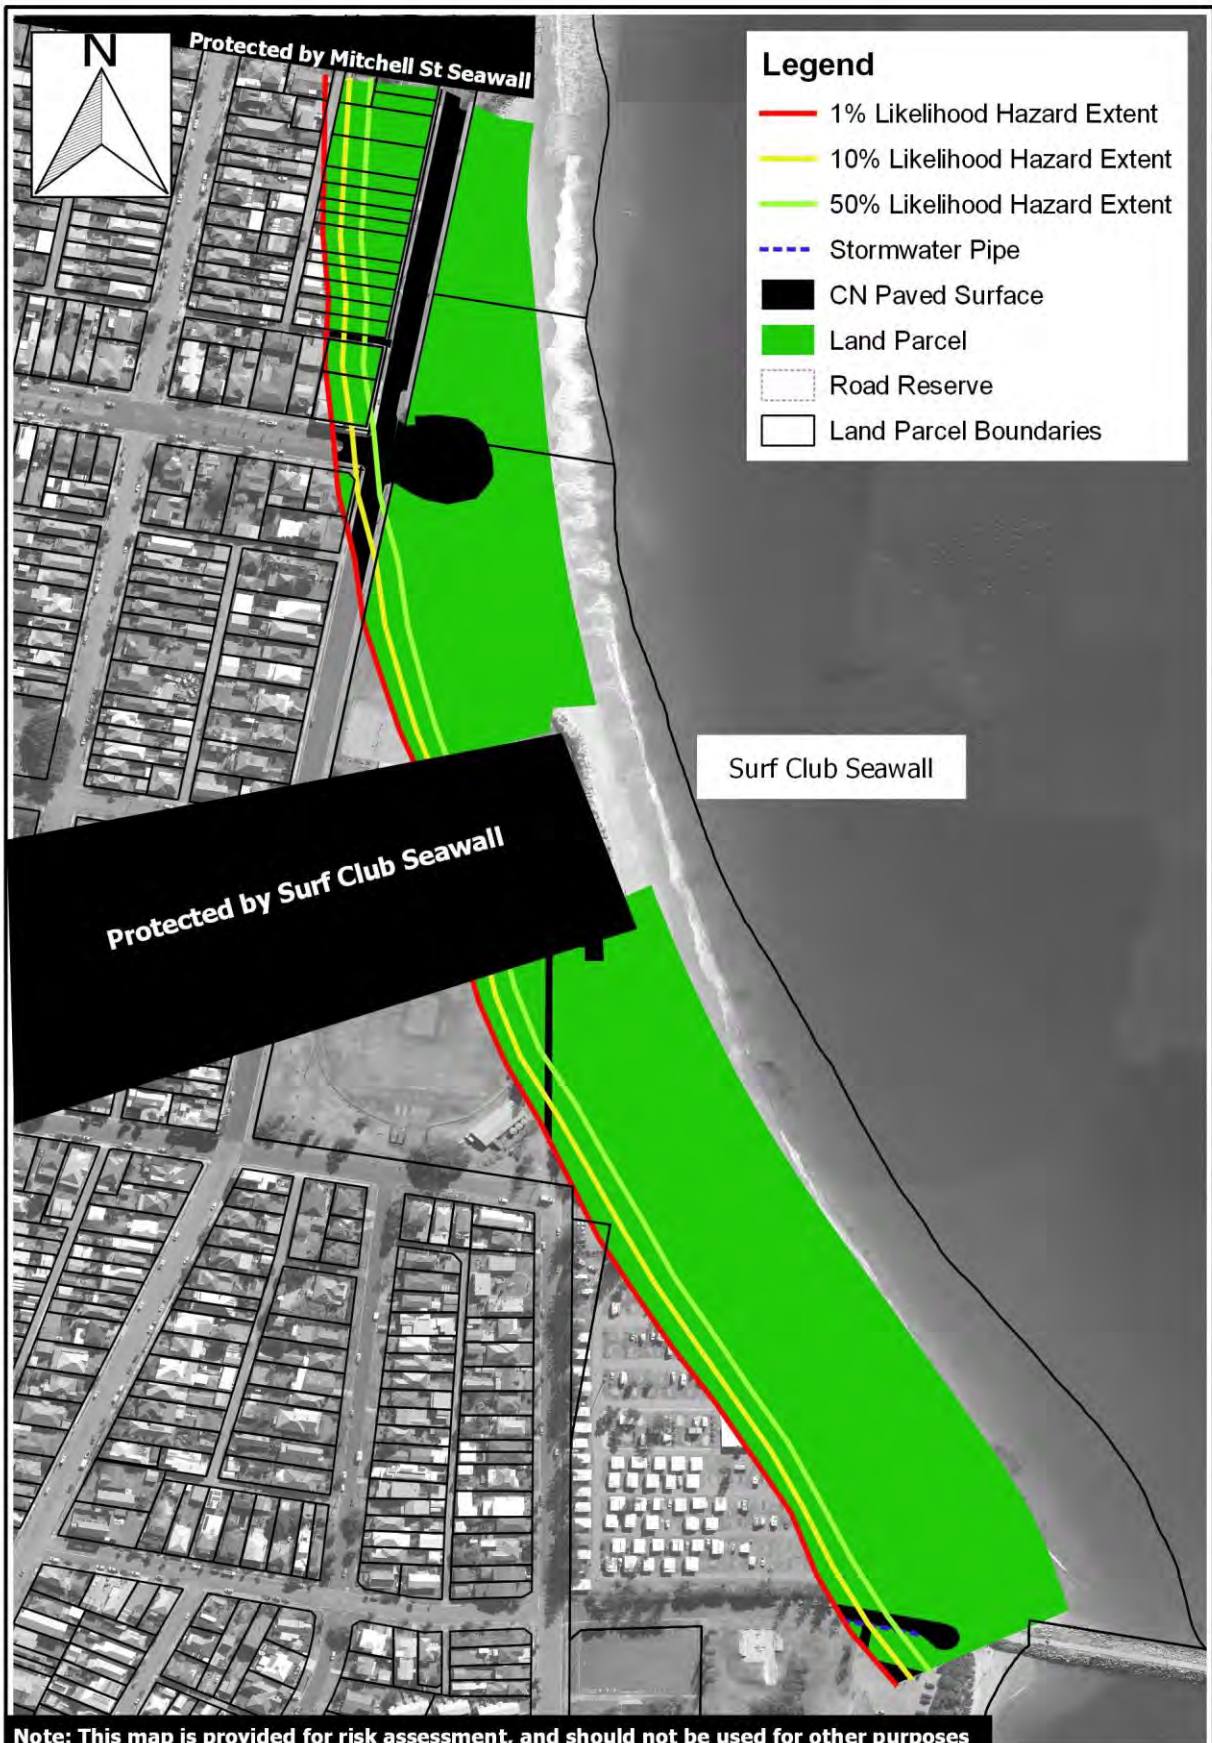 N
Protected by Mitchell St Seawall
Legend
1% Likelihood Hazard Extent
10% Likelihood Hazard Extent
50% Likelihood Hazard Extent
Stormwater Pipe
CN Paved Surface
Land Parcel
Road Reserve
Land Parcel Boundaries
Surf Club Seawall
Protected by Surf Club Seawall
Note: This map is provided for risk assessment, and should not be used for other purposes